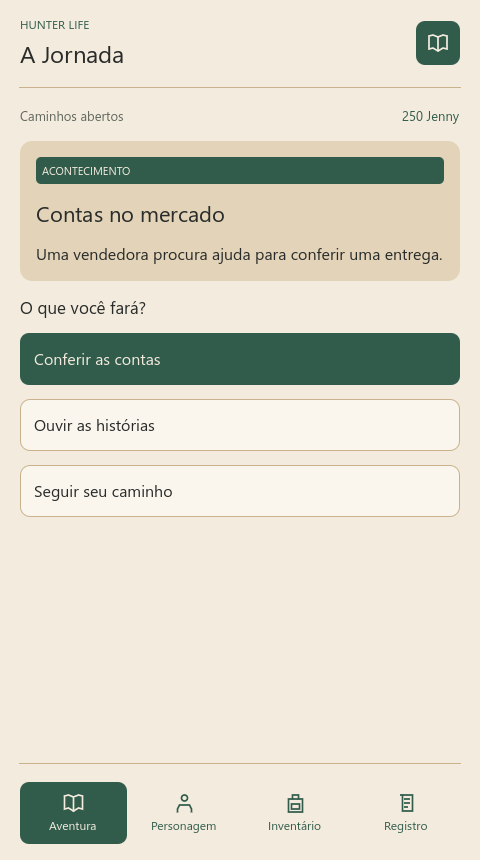 HUNTER LIFE
A Jornada
Caminhos abertos
250 Jenny
ACONTECIMENTO
Contas no mercado
Uma vendedora procura ajuda para conferir uma entrega.
O que você fará?
Conferir as contas
Ouvir as histórias
Seguir seu caminho
Aventura
Personagem
Inventário
Registro